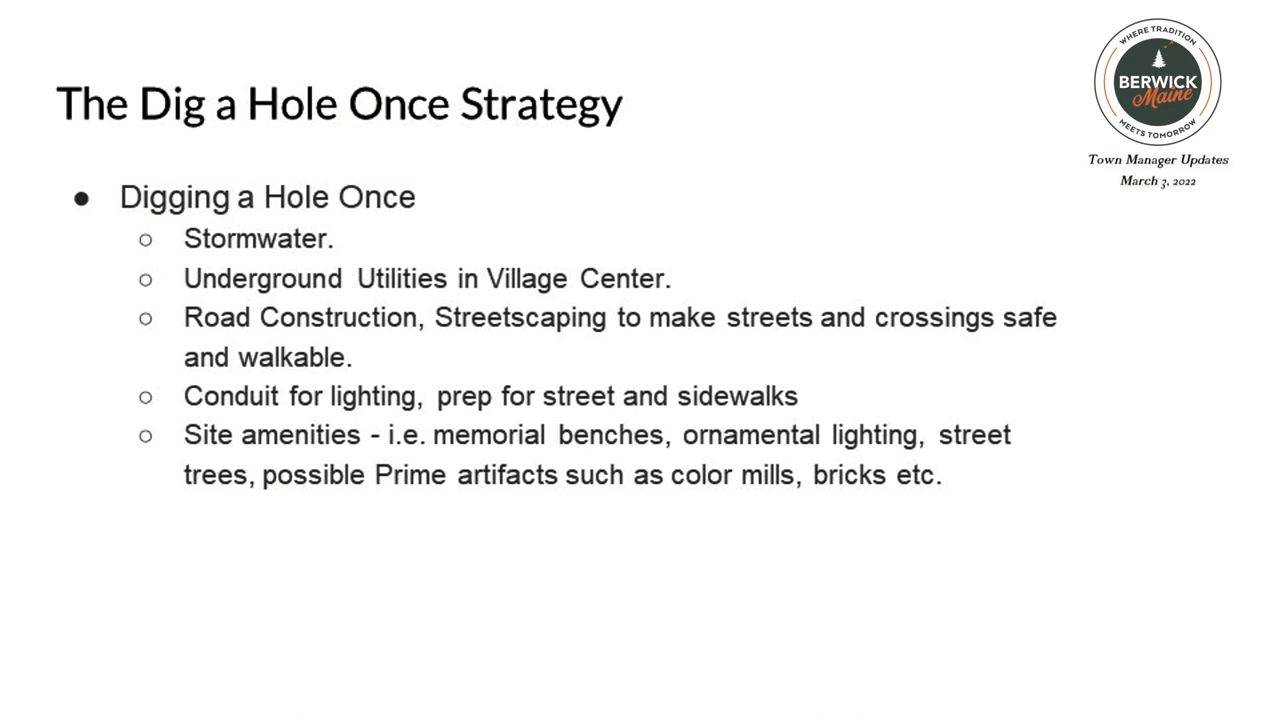 The Dig a Hole Once Strategy
WHERE TRADITION
BERWICK
Maine
MEETS TOMORROW
Town Manager Updates
March 3, 2022
● Digging a Hole Once
○ Stormwater.
○ Underground Utilities in Village Center.
○ Road Construction, Streetscaping to make streets and crossings safe
and walkable.
○ Conduit for lighting, prep for street and sidewalks
○ Site amenities - i.e. memorial benches, ornamental lighting, street
trees, possible Prime artifacts such as color mills, bricks etc.